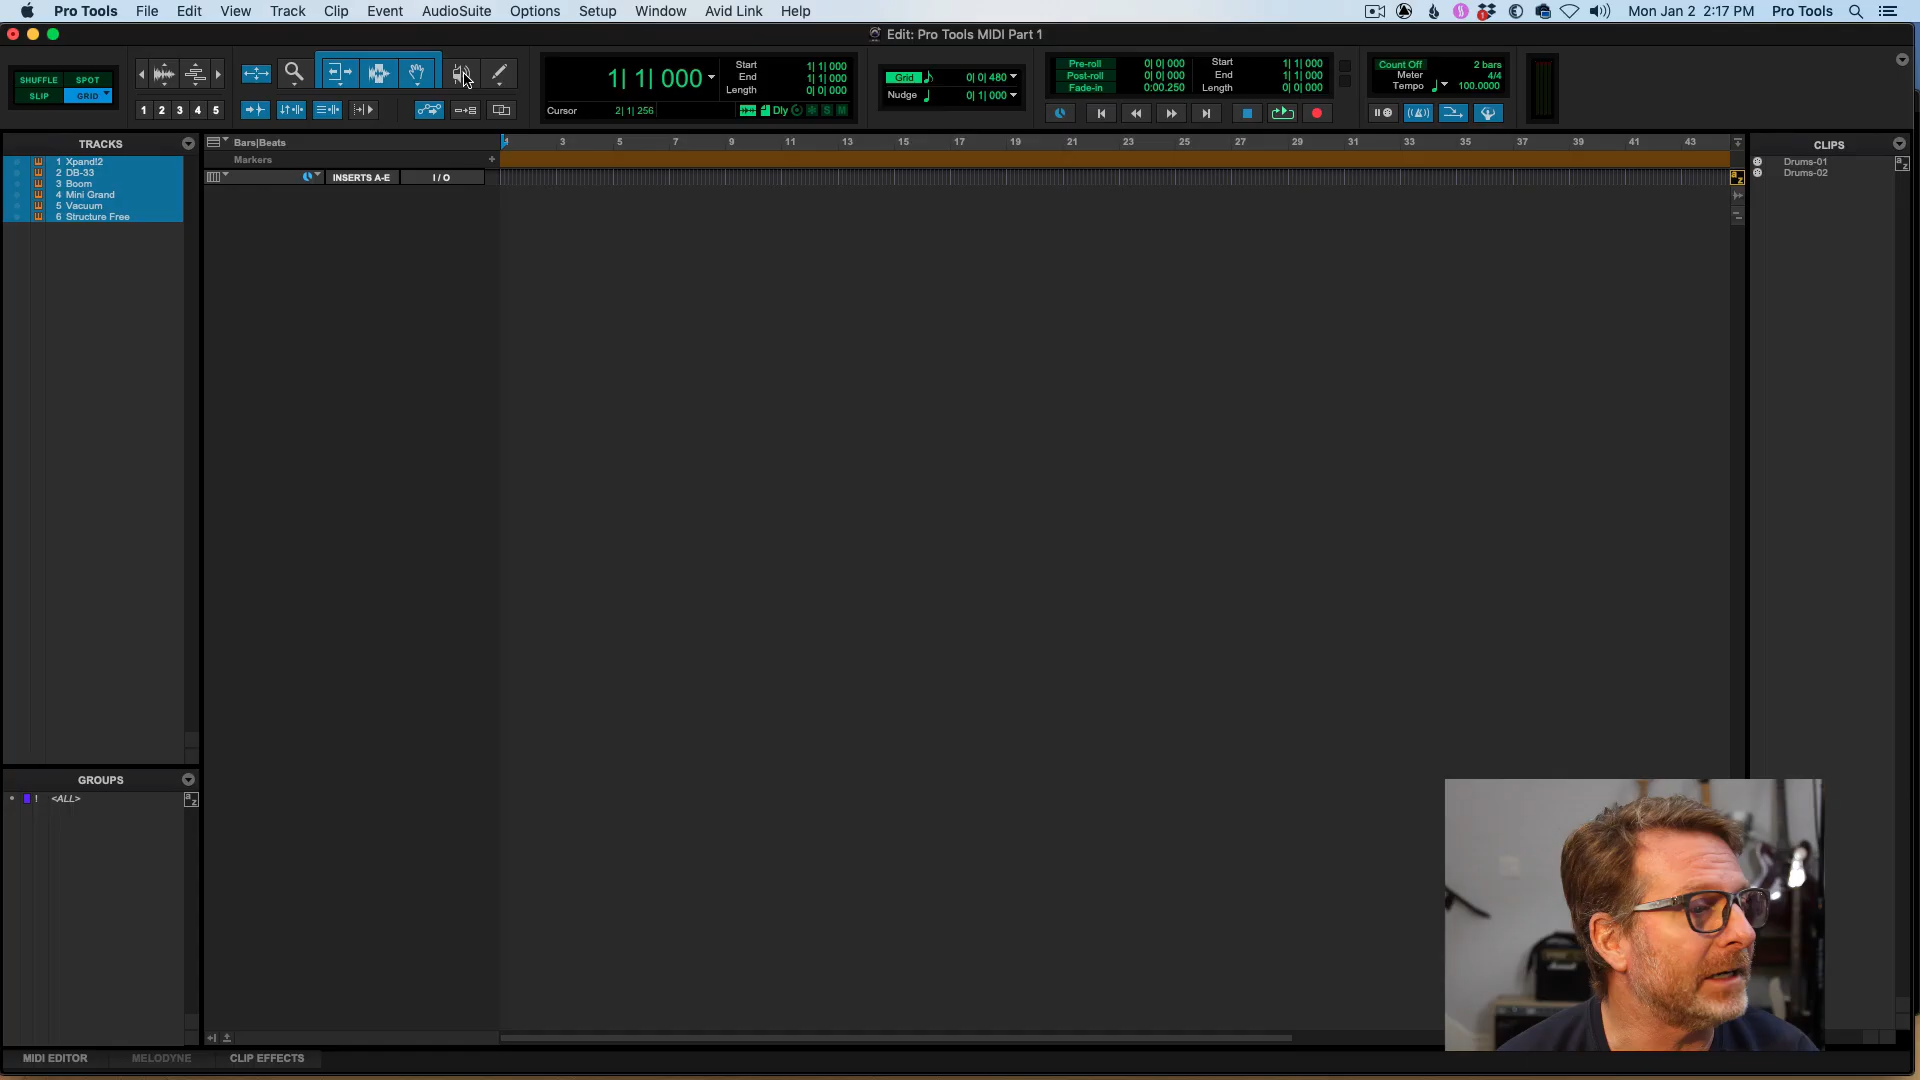 Pro Tools File Edit View Track Clip Event AudioSuite Options Setup Window Avid Link Help
Mon Jan 2 2:17 PM Pro Tools
Edit: Pro Tools MIDI Part 1
SHUFFLE SPOT
SLIP GRID
1 2 3 4 5
1| 1| 000
Start 1| 1| 000
End 1| 1| 000
Length 0| 0| 000
Cursor 2| 1| 256
Dly S M
Grid 0| 0| 480
Nudge 0| 1| 000
Pre-roll 0| 0| 000
Post-roll 0| 0| 000
Fade-in 0:00.250
Start 1| 1| 000
End 1| 1| 000
Length 0| 0| 000
Count Off 2 bars
Meter 4/4
Tempo 100.0000
TRACKS
1 Xpand!2
2 DB-33
3 Boom
4 Mini Grand
5 Vacuum
6 Structure Free
Bars|Beats
3 5 7 9 11 13 15 17 19 21 23 25 27 29 31 33 35 37 39 41 43
Markers
INSERTS A-E I / O
CLIPS
Drums-01
Drums-02
a z
GROUPS
! <ALL>
a z
MIDI EDITOR MELODYNE CLIP EFFECTS